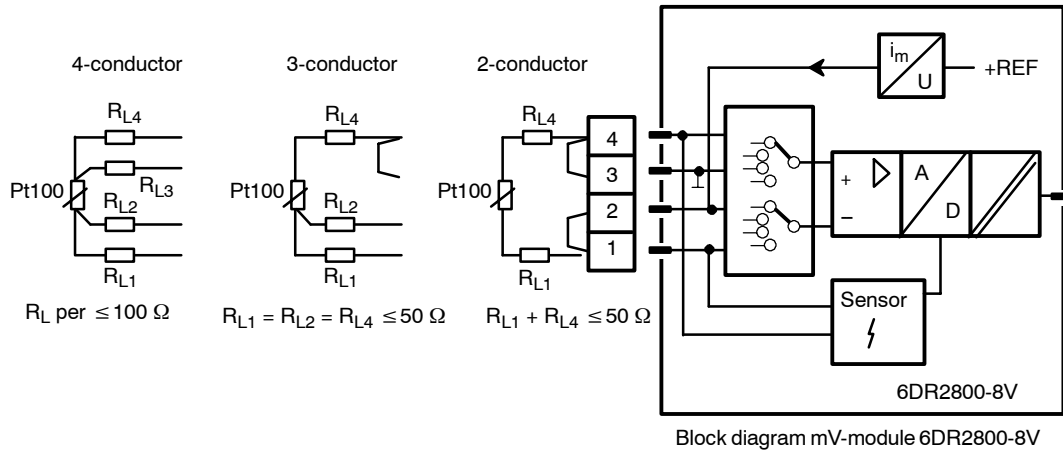 4-conductor
R_L4
R_L3
Pt100
R_L2
R_L1
R_L per ≤ 100 Ω
3-conductor
R_L4
Pt100
R_L2
R_L1
R_L1 = R_L2 = R_L4 ≤ 50 Ω
2-conductor
R_L4
Pt100
R_L1
R_L1 + R_L4 ≤ 50 Ω
4
3
2
1
i_m
U
+REF
+
–
A
D
Sensor
6DR2800-8V
Block diagram mV-module 6DR2800-8V